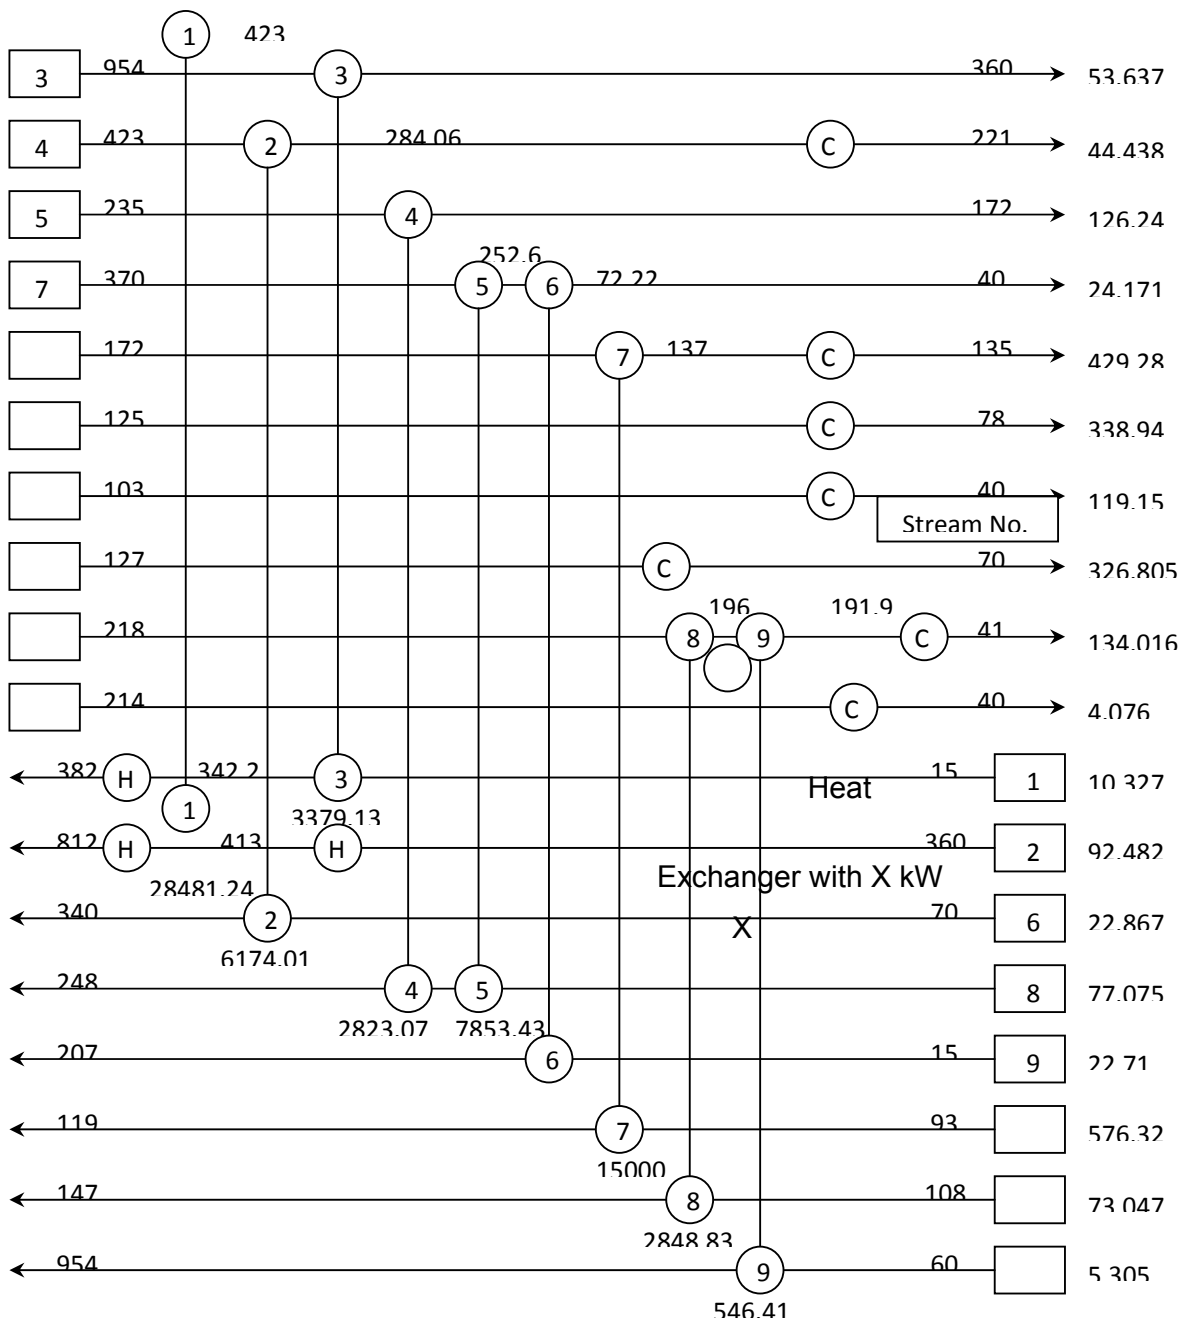 1 423
3 954 3 360 53.637
4 423 2 284.06 C 221 44.438
5 235 4 172 126.24
252.6
7 370 5 6 72.22 40 24.171
172 7 137 C 135 429.28
125 C 78 338.94
103 C 40 119.15
Stream No.
127 C 70 326.805
196 191.9
218 8 9 C 41 134.016
214 C 40 4.076
382 H 342.2 3 15 1 10.327
Heat
1 3379.13
812 H 413 H 360 2 92.482
Exchanger with X kW
28481.24
340 2 70 6 22.867
X
6174.01
248 4 5 8 77.075
2823.07 7853.43
207 6 15 9 22.71
119 7 93 576.32
15000
147 8 108 73.047
2848.83
954 9 60 5.305
546.41